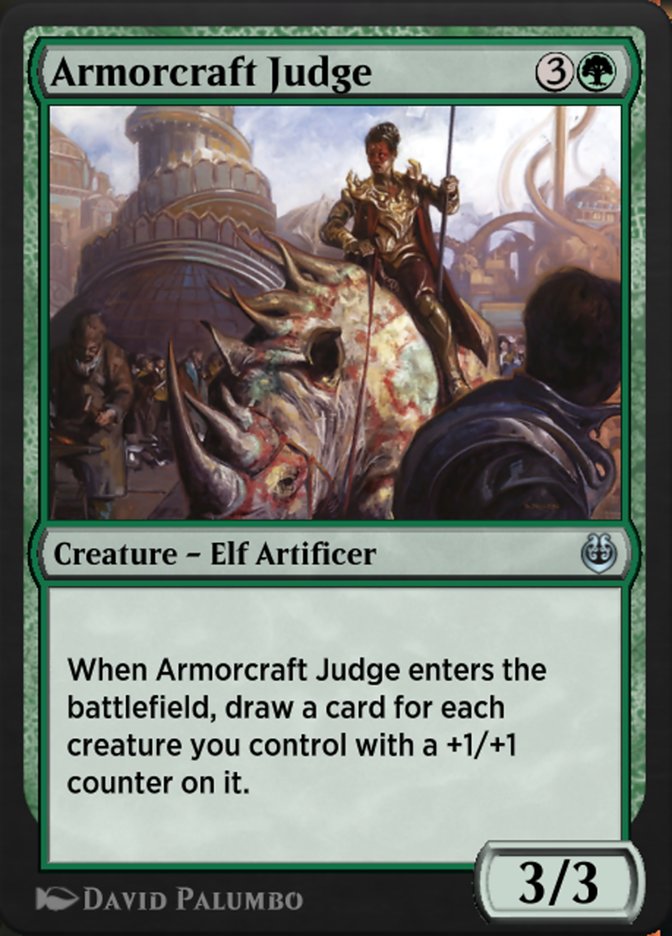 Armorcraft Judge 3
Creature – Elf Artificer
When Armorcraft Judge enters the
battlefield, draw a card for each
creature you control with a +1/+1
counter on it.
3/3
David Palumbo